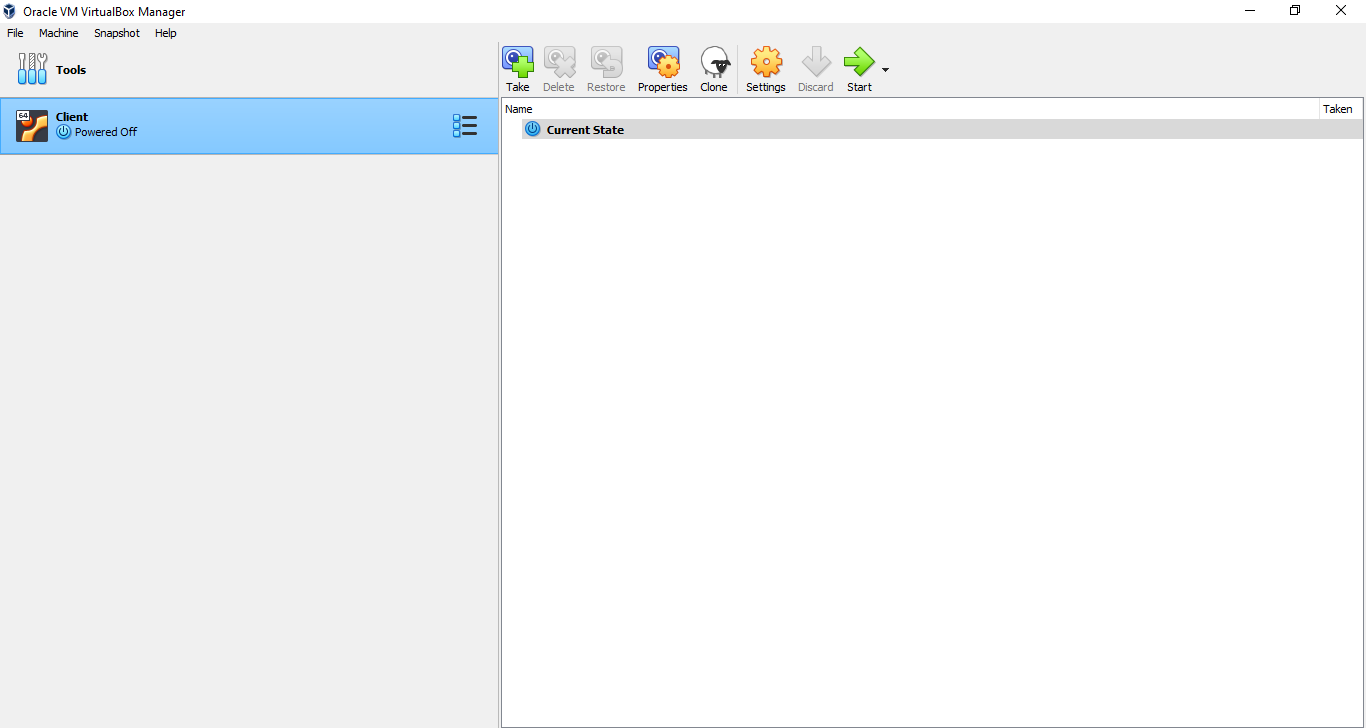 Oracle VM VirtualBox Manager
File Machine Snapshot Help
Tools
64
Client
Powered Off
Take Delete Restore Properties Clone Settings Discard Start
Name Taken
Current State